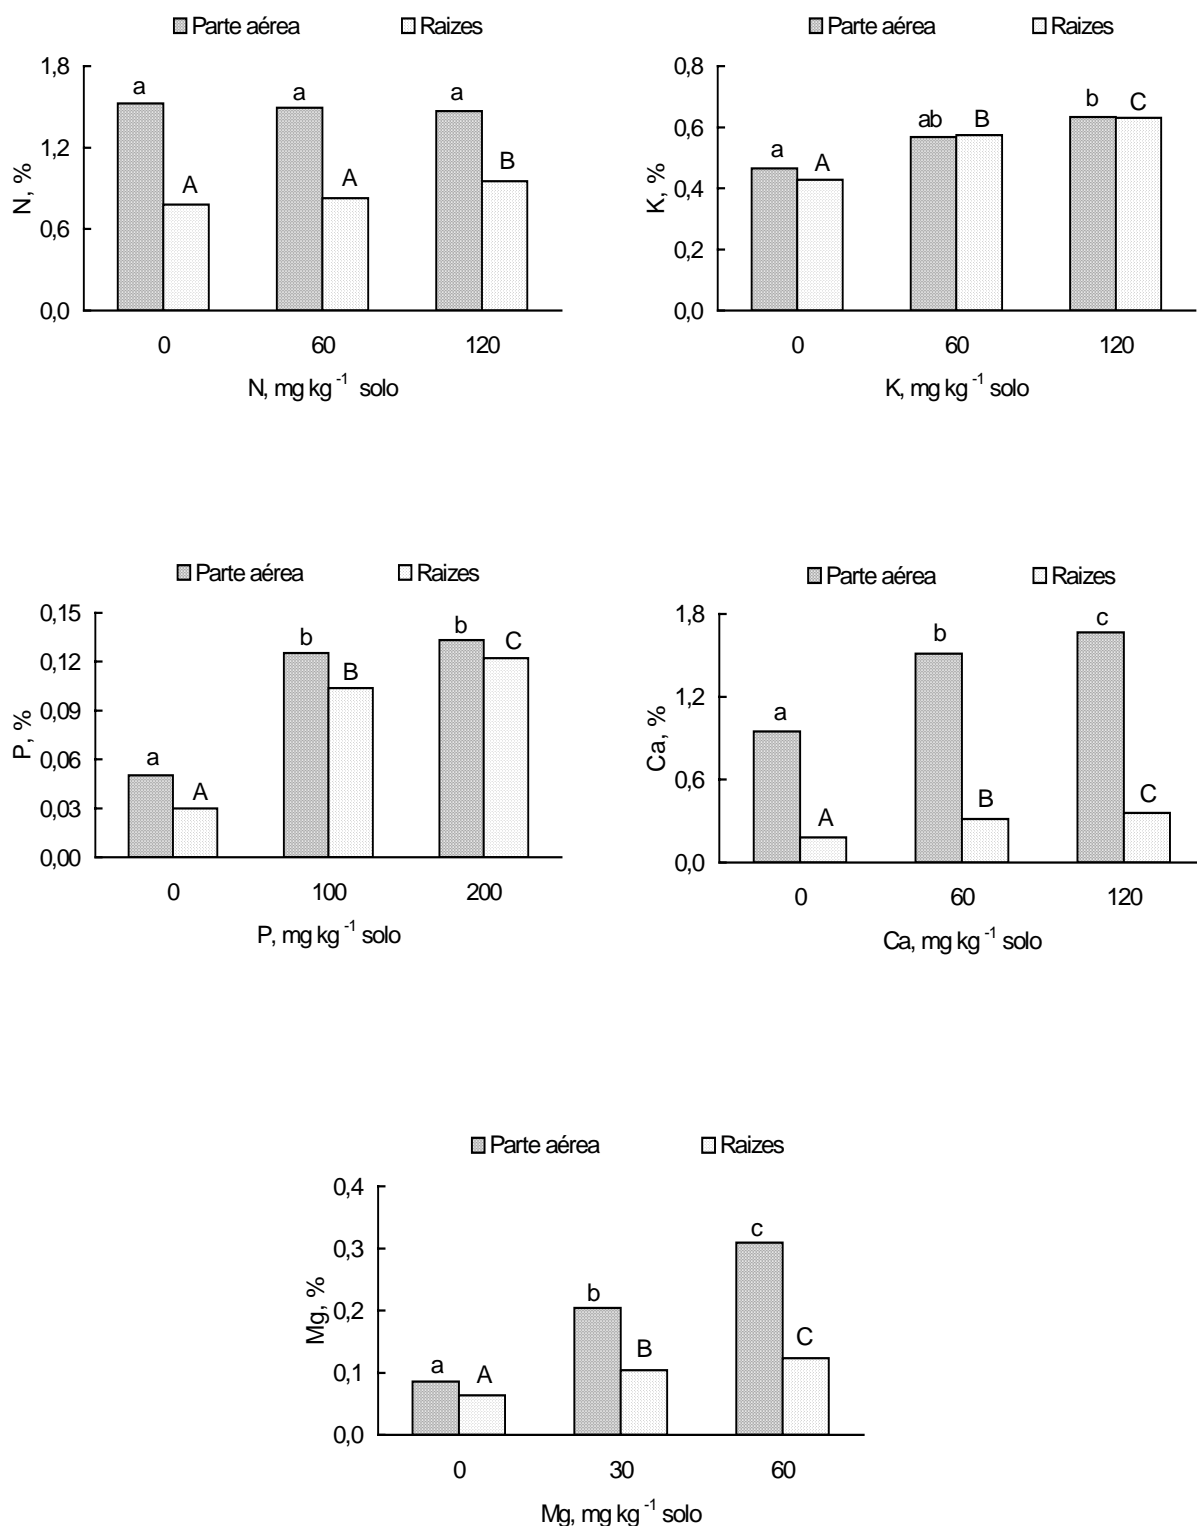 Parte aérea Raizes
1,8
1,2
0,6
0,0
N, %
a A a A a B
0 60 120
N, mg kg -1 solo
Parte aérea Raizes
0,8
0,6
0,4
0,2
0,0
K, %
a A ab B b C
0 60 120
K, mg kg -1 solo
Parte aérea Raizes
0,15
0,12
0,09
0,06
0,03
0,00
P, %
a A b B b C
0 100 200
P, mg kg -1 solo
Parte aérea Raizes
1,8
1,2
0,6
0,0
Ca, %
a A b B c C
0 60 120
Ca, mg kg -1 solo
Parte aérea Raizes
0,4
0,3
0,2
0,1
0,0
Mg, %
a A b B c C
0 30 60
Mg, mg kg -1 solo